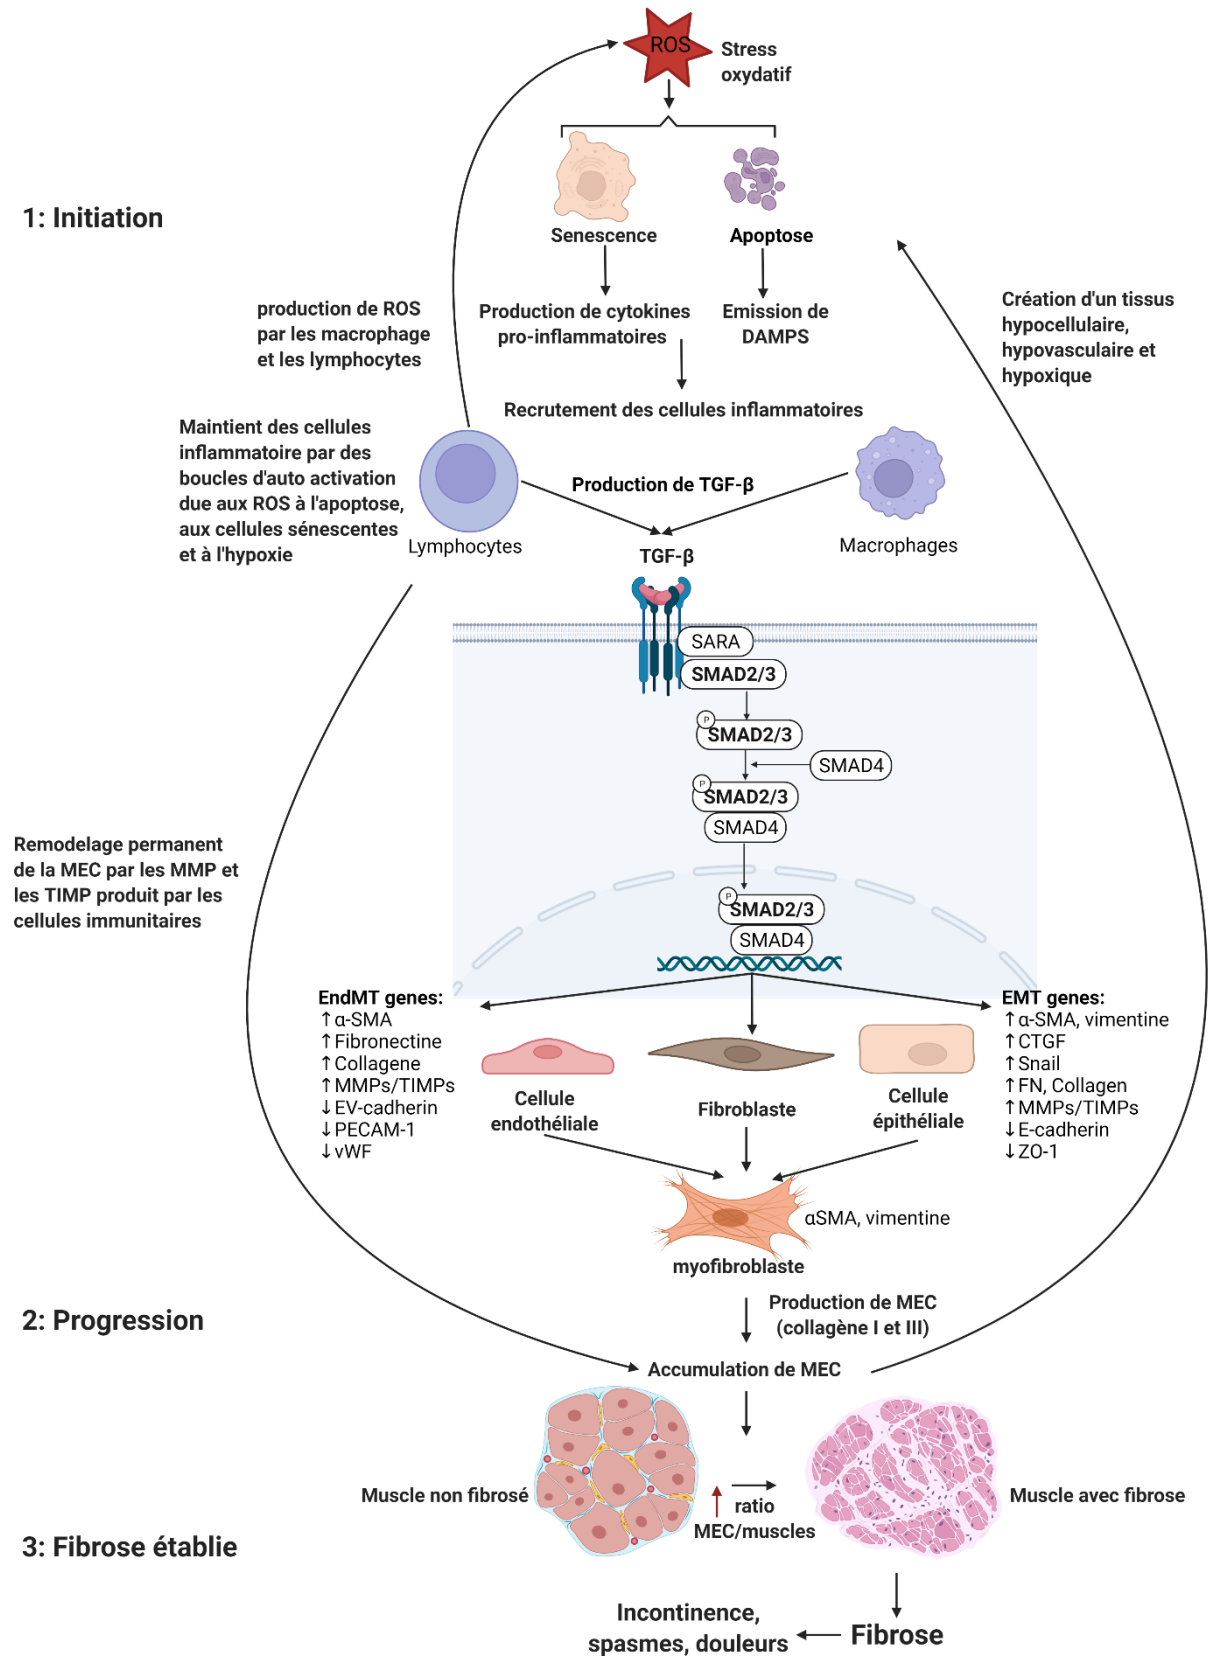 ROS
Stress
oxydatif
1: Initiation
Senescence
Apoptose
production de ROS
par les macrophage
et les lymphocytes
Production de cytokines
pro-inflammatoires
Emission de
DAMPS
Création d'un tissus
hypocellulaire,
hypovasculaire et
hypoxique
Recrutement des cellules inflammatoires
Maintient des cellules
inflammatoire par des
boucles d'auto activation
due aux ROS à l'apoptose,
aux cellules sénescentes
et à l'hypoxie
Lymphocytes
Production de TGF-β
Macrophages
TGF-β
SARA
SMAD2/3
P
SMAD2/3
SMAD4
P
SMAD2/3
SMAD4
Remodelage permanent
de la MEC par les MMP et
les TIMP produit par les
cellules immunitaires
P
SMAD2/3
SMAD4
EndMT genes:
↑α-SMA
↑Fibronectine
↑Collagene
↑MMPs/TIMPs
↓EV-cadherin
↓PECAM-1
↓vWF
Cellule
endothéliale
Fibroblaste
Cellule
épithéliale
EMT genes:
↑α-SMA, vimentine
↑CTGF
↑Snail
↑FN, Collagen
↑MMPs/TIMPs
↓E-cadherin
↓ZO-1
αSMA, vimentine
myofibroblaste
2: Progression
Production de MEC
(collagène I et III)
Accumulation de MEC
Muscle non fibrosé
ratio
MEC/muscles
Muscle avec fibrose
3: Fibrose établie
Incontinence,
spasmes, douleurs
Fibrose